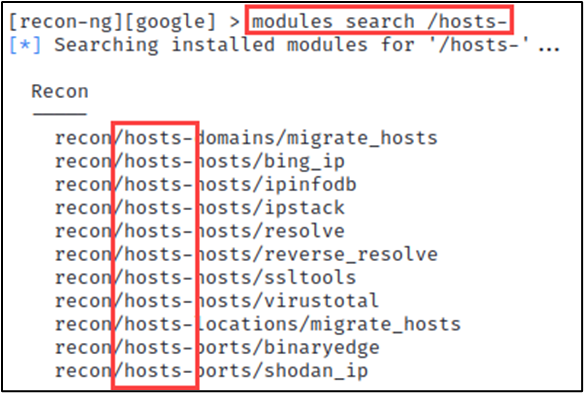 [recon-ng][google] > modules search /hosts-
[*] Searching installed modules for '/hosts-'...
Recon
-----
recon/hosts-domains/migrate_hosts
recon/hosts-hosts/bing_ip
recon/hosts-hosts/ipinfodb
recon/hosts-hosts/ipstack
recon/hosts-hosts/resolve
recon/hosts-hosts/reverse_resolve
recon/hosts-hosts/ssltools
recon/hosts-hosts/virustotal
recon/hosts-locations/migrate_hosts
recon/hosts-ports/binaryedge
recon/hosts-ports/shodan_ip